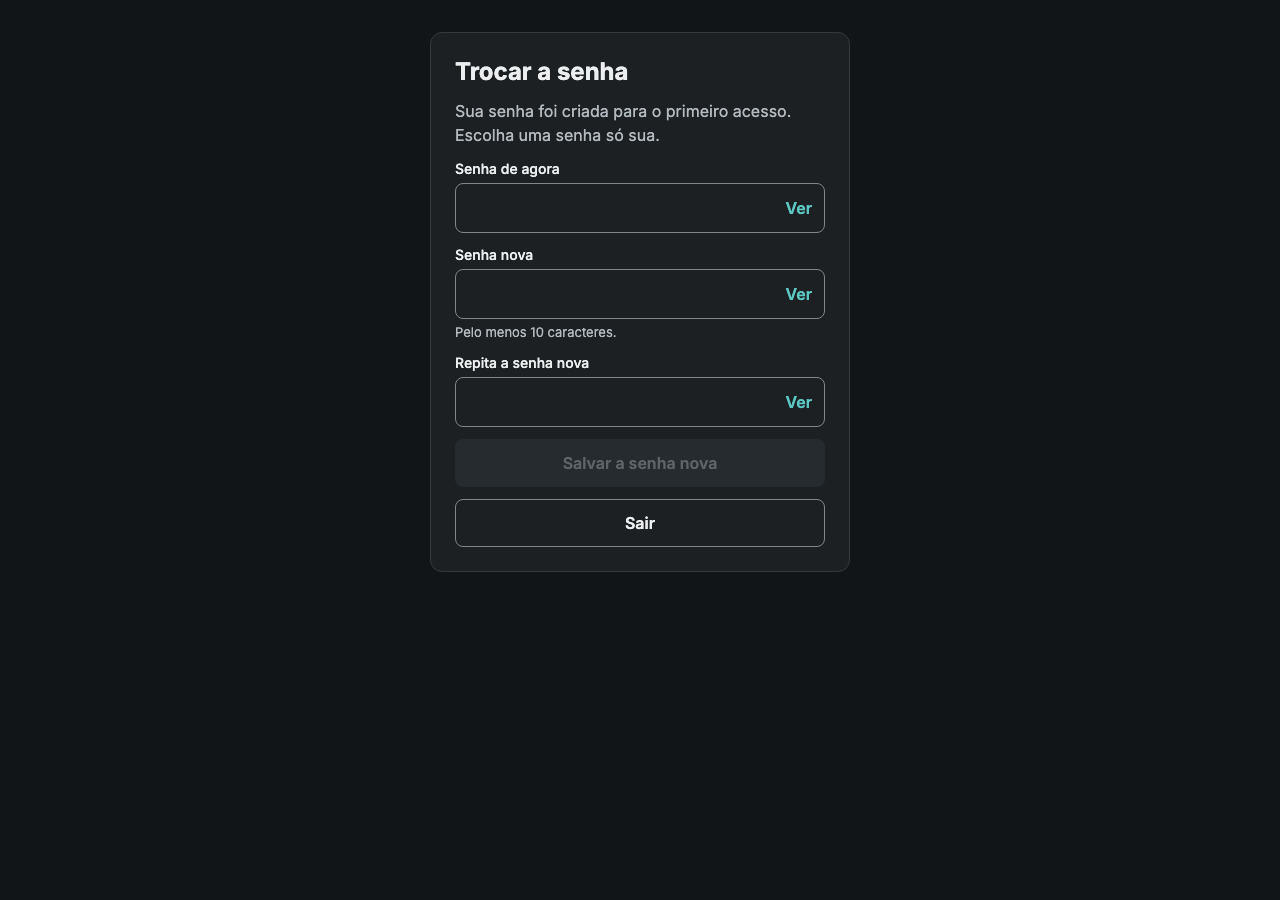 Trocar a senha
Sua senha foi criada para o primeiro acesso.
Escolha uma senha só sua.
Senha de agora
Ver
Senha nova
Ver
Pelo menos 10 caracteres.
Repita a senha nova
Ver
Salvar a senha nova
Sair